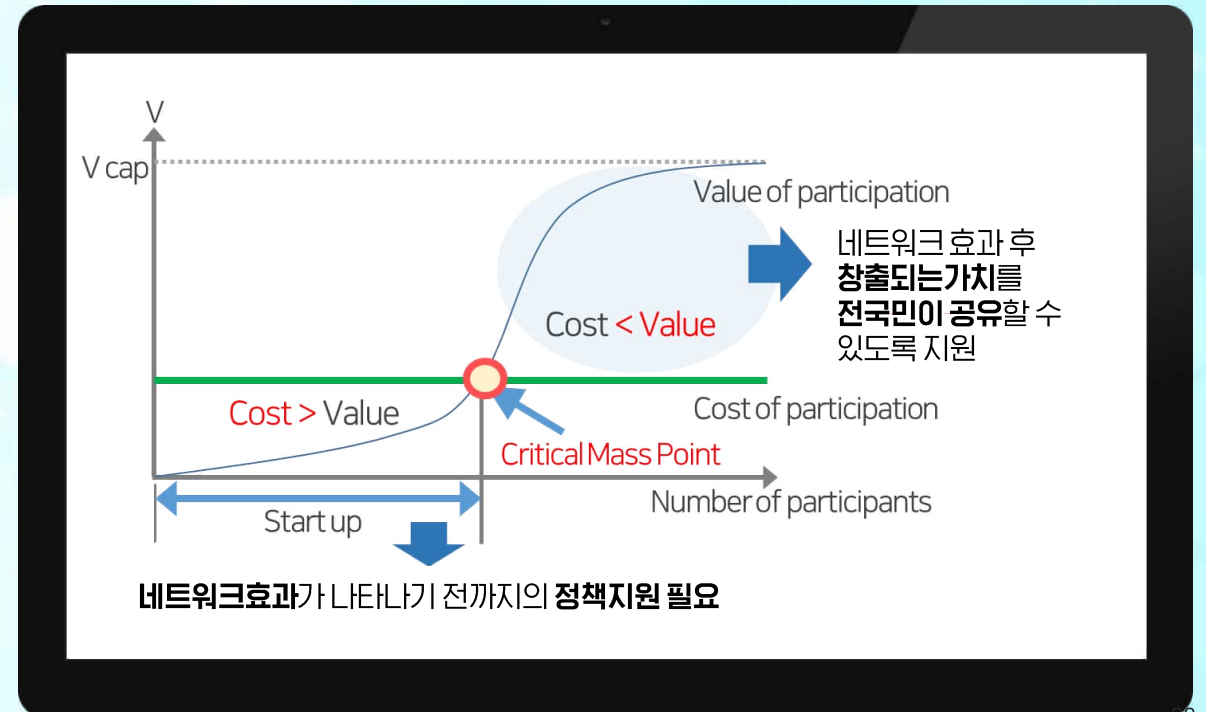 V
V cap
Value of participation
네트워크 효과 후
창출되는가치를
전국민이 공유할 수
있도록 지원
Cost < Value
Cost > Value
Cost of participation
Critical Mass Point
Number of participants
Start up
네트워크효과가 나타나기 전까지의 정책지원 필요